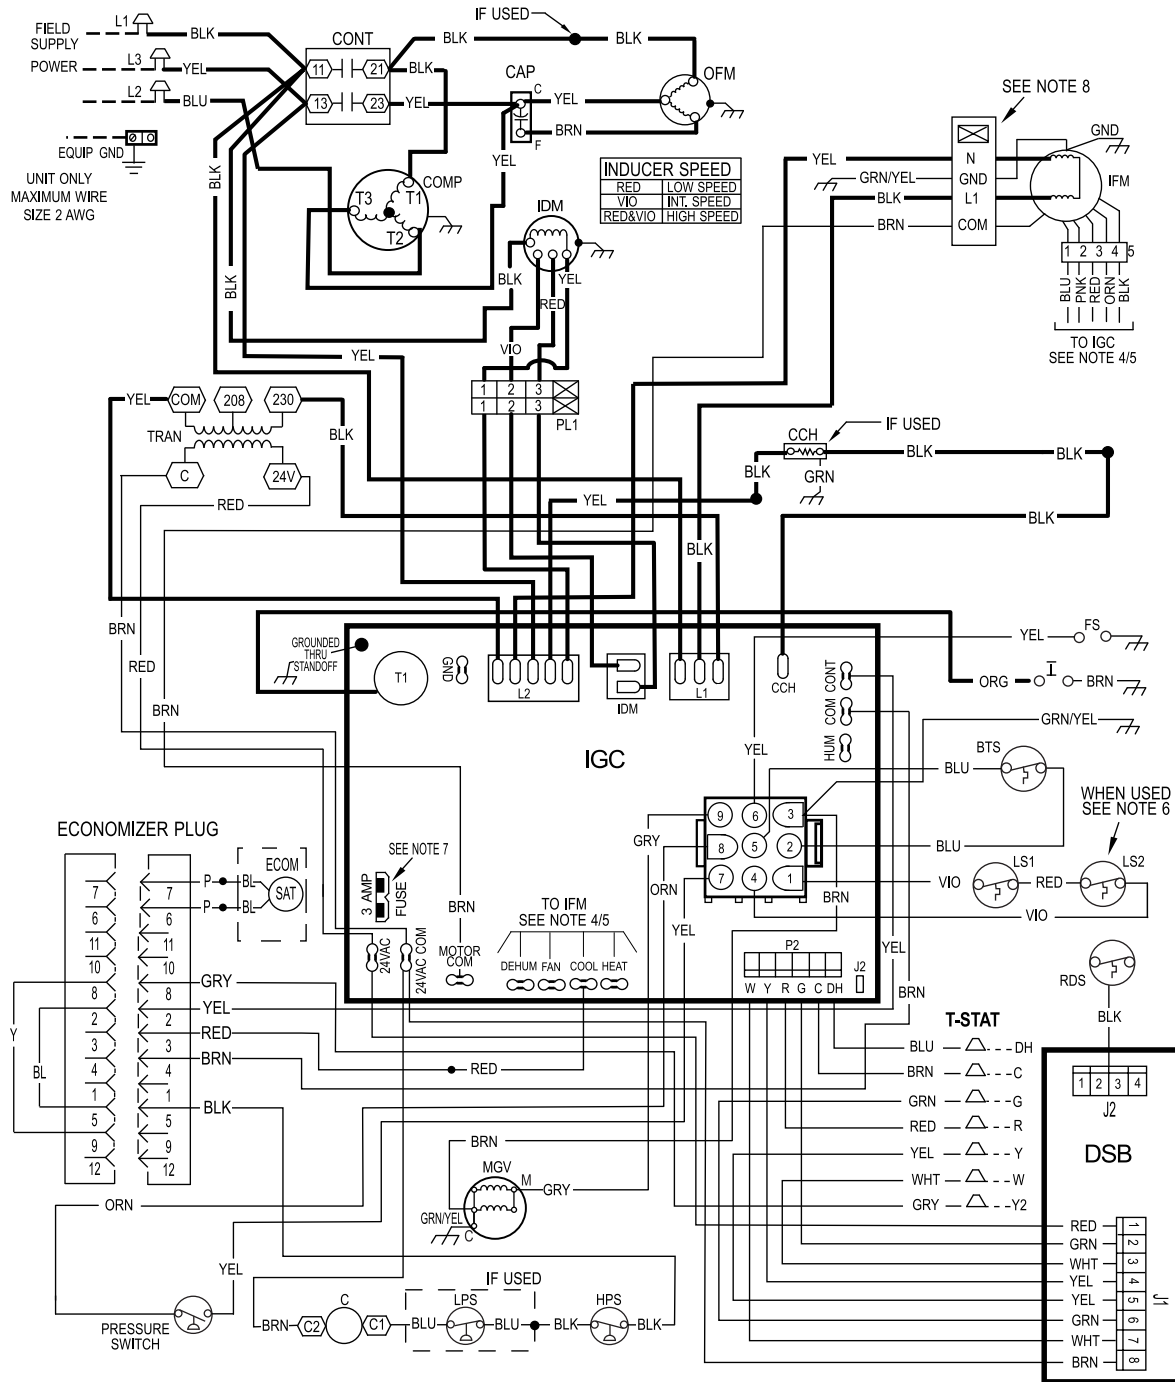 FIELD SUPPLY
POWER
L1
BLK
L3
YEL
L2
BLU
EQUIP GND
UNIT ONLY
MAXIMUM WIRE
SIZE 2 AWG
CONT
11
21
13
23
BLK
BLK
YEL
IF USED
BLK
CAP
C
F
YEL
BRN
YEL
OFM
COMP
T3
T1
T2
BLK
BLK
INDUCER SPEED
RED LOW SPEED
VIO INT. SPEED
RED&VIO HIGH SPEED
IDM
BLK
RED
YEL
VIO
YEL
1 2 3
1 2 3
PL1
SEE NOTE 8
YEL
GRN/YEL
BLK
BRN
N
GND
L1
COM
GND
IFM
1 2 3 4 5
BLU
PNK
RED
ORN
BLK
TO IGC
SEE NOTE 4/5
YEL
COM
208
230
BLK
TRAN
C
24V
RED
BRN
RED
BRN
CCH
IF USED
BLK
BLK
BLK
GRN
YEL
BLK
BLK
GROUNDED
THRU
STANDOFF
T1
GND
L2
IDM
L1
CCH
CONT
COM
HUM
IGC
YEL
FS
ORG
BRN
GRN/YEL
BTS
BLU
BLU
YEL
WHEN USED
SEE NOTE 6
LS1
LS2
VIO
RED
VIO
9 6 3
8 5 2
7 4 1
GRY
ORN
YEL
BRN
YEL
BRN
SEE NOTE 7
3 AMP
FUSE
24VAC
24VAC COM
BRN
MOTOR
COM
TO IFM
SEE NOTE 4/5
DEHUM FAN COOL HEAT
P2
J2
W Y R G C DH
ECONOMIZER PLUG
7 7
6 6
11 11
10 10
8 8
2 2
3 3
4 4
1 1
5 5
9 9
12 12
P BL
P BL
ECOM
SAT
GRY
YEL
RED
BRN
BLK
Y
BL
RED
RDS
BLK
T-STAT
BLU DH
BRN C
GRN G
RED R
YEL Y
WHT W
GRY Y2
1 2 3 4
J2
DSB
RED 1
GRN 2
WHT 3
YEL 4
YEL 5
GRN 6
WHT 7
BRN 8
J1
BRN
MGV
M
GRY
GRN/YEL
C
ORN
YEL
PRESSURE
SWITCH
IF USED
BRN
C2
C
C1
BLU
LPS
BLU
BLK
HPS
BLK